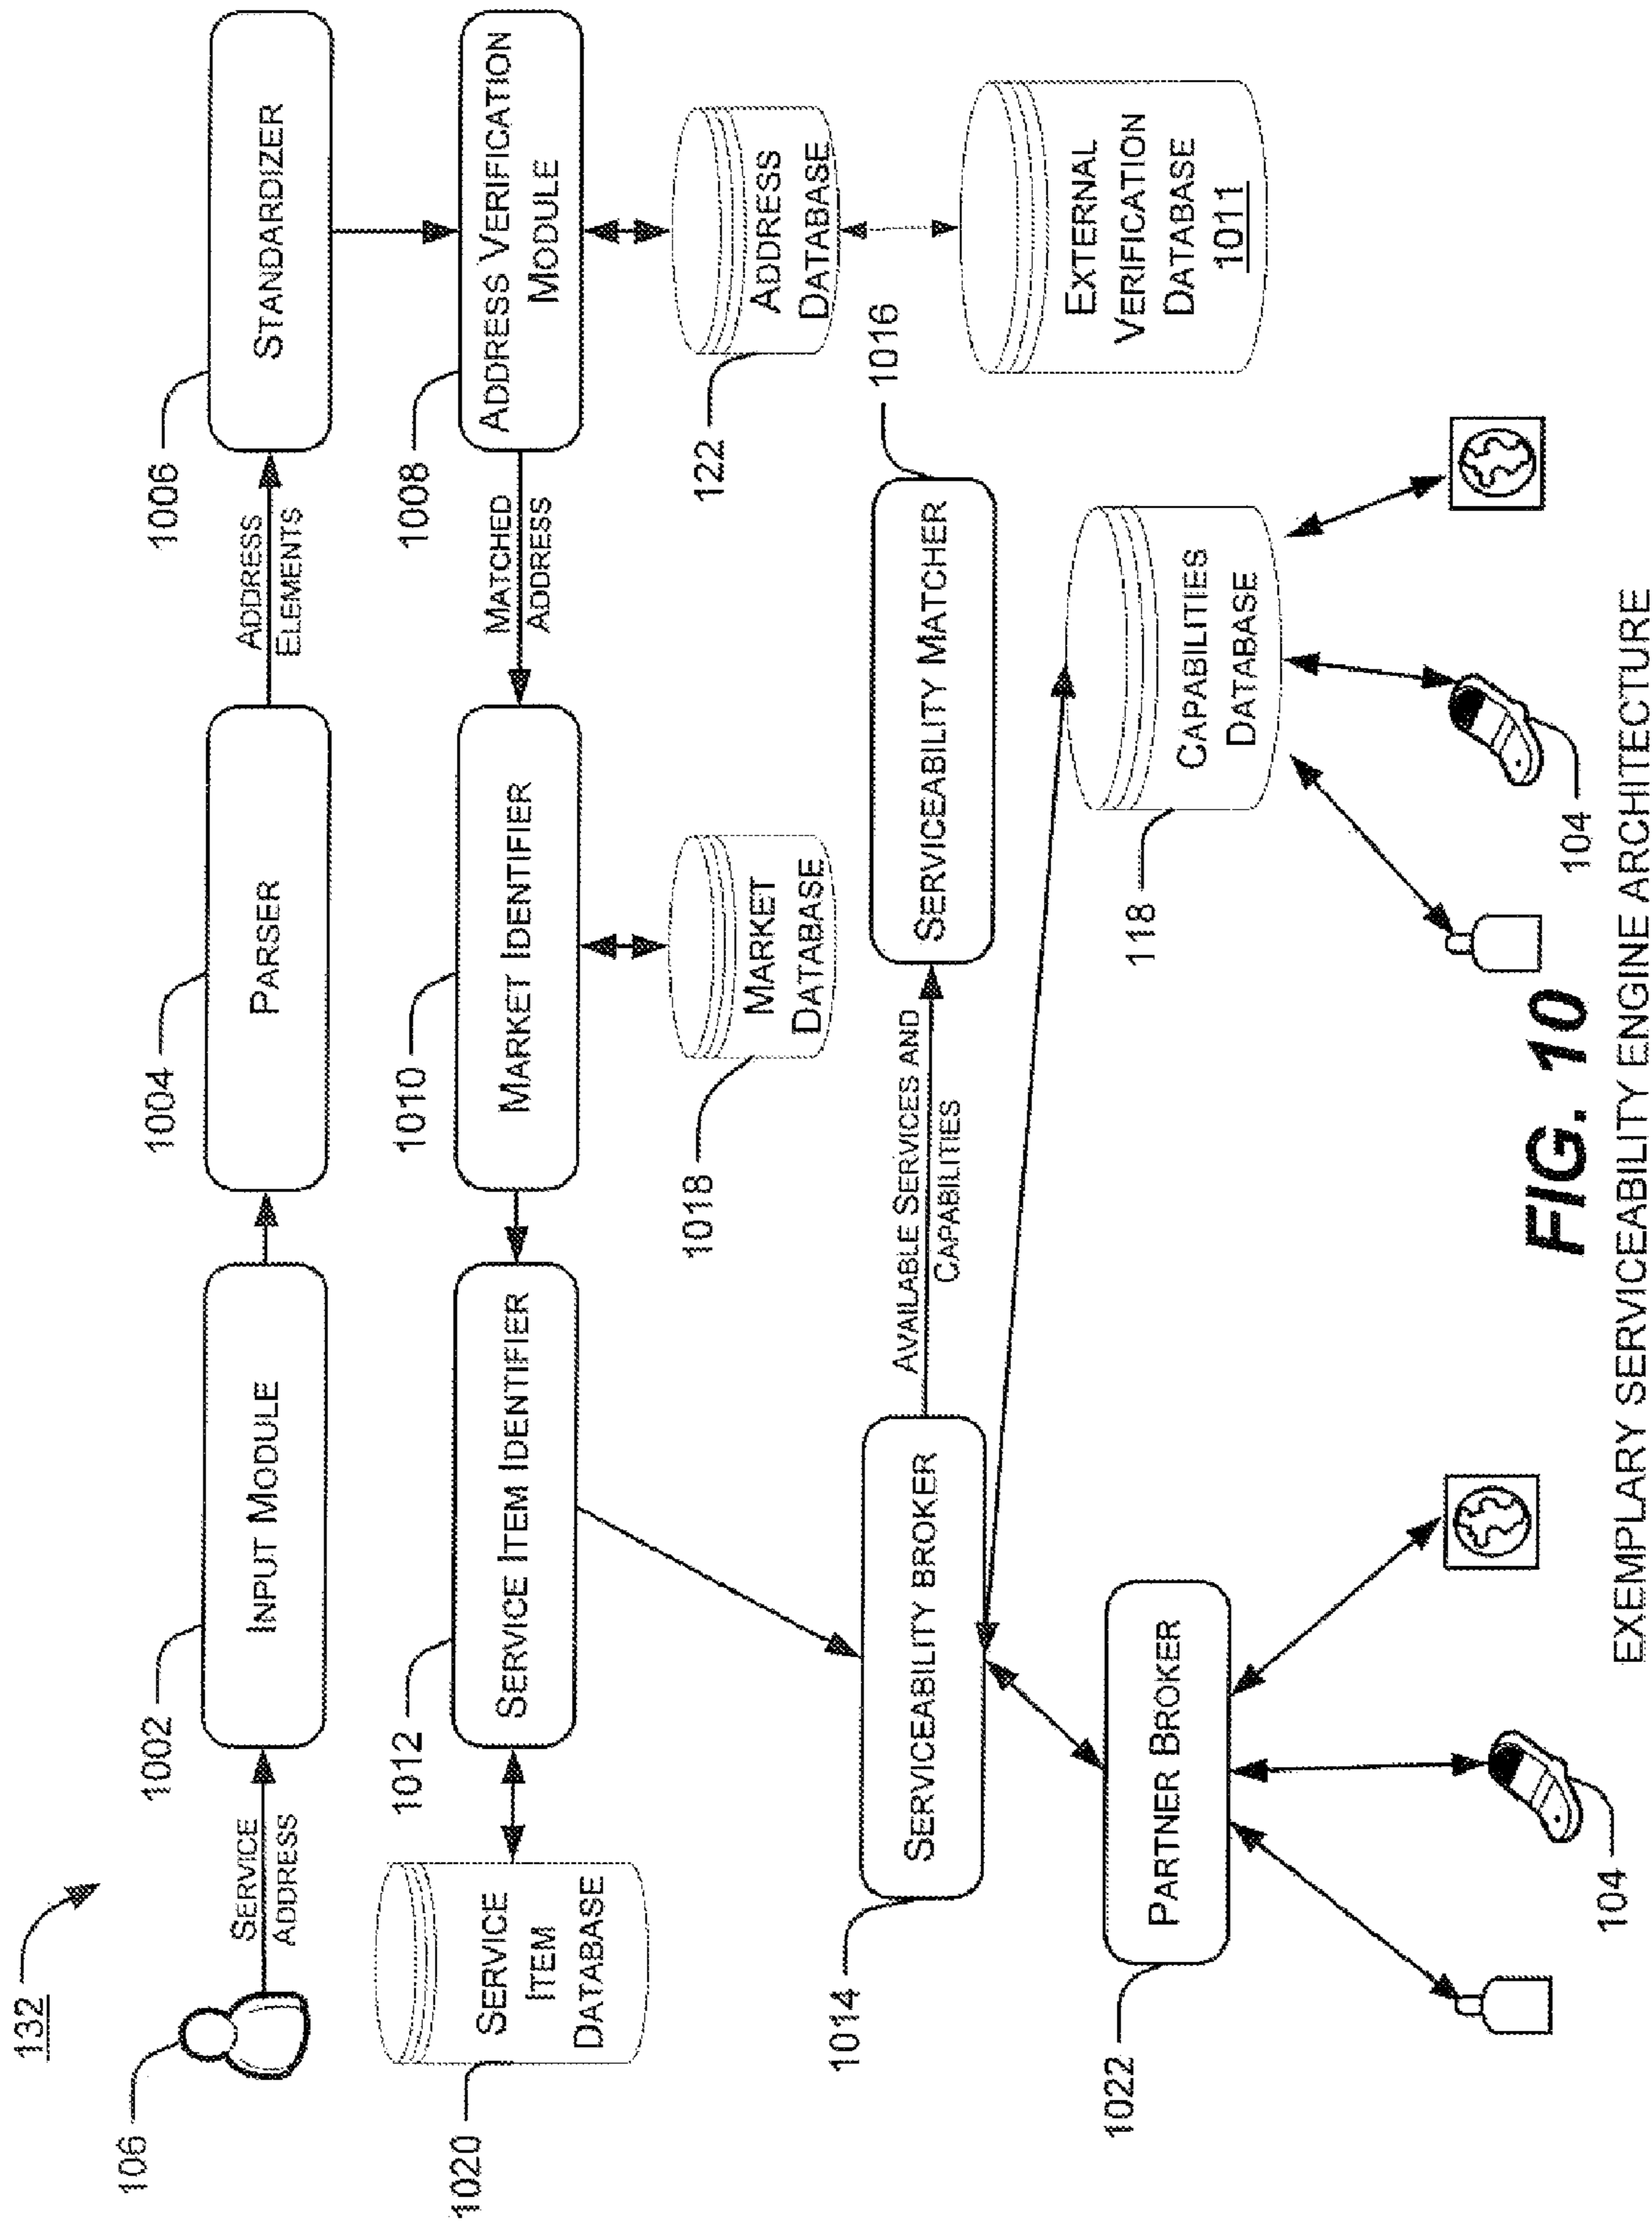 132
106
SERVICE
ADDRESS
1002
INPUT MODULE
1004
PARSER
ADDRESS
ELEMENTS
1006
STANDARDIZER
1020
SERVICE
ITEM
DATABASE
1012
SERVICE ITEM IDENTIFIER
1010
MARKET IDENTIFIER
MATCHED
ADDRESS
1008
ADDRESS VERIFICATION
MODULE
1018
MARKET
DATABASE
122
ADDRESS
DATABASE
1014
SERVICEABILITY BROKER
AVAILABLE SERVICES AND
CAPABILITIES
SERVICEABILITY MATCHER
1016
EXTERNAL
VERIFICATION
DATABASE
1011
1022
PARTNER BROKER
118
CAPABILITIES
DATABASE
104
104
FIG. 10
EXEMPLARY SERVICEABILITY ENGINE ARCHITECTURE